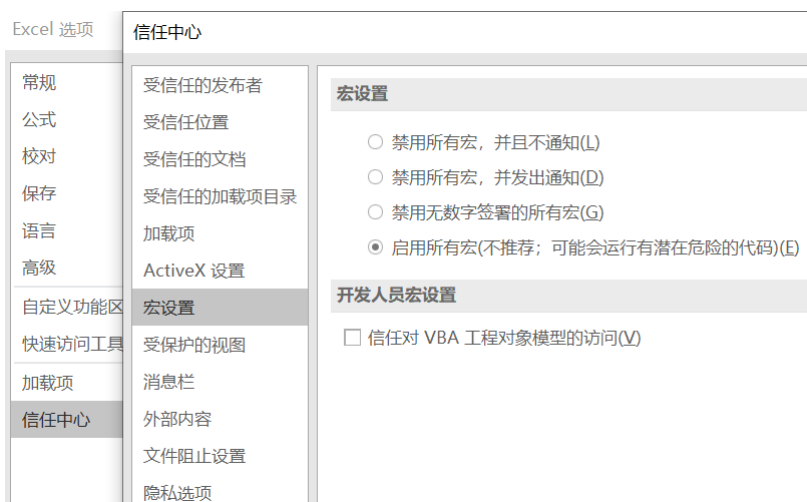 Excel 选项
常规
公式
校对
保存
语言
高级
自定义功能区
快速访问工具
加载项
信任中心
信任中心
受信任的发布者
受信任位置
受信任的文档
受信任的加载项目录
加载项
ActiveX 设置
宏设置
受保护的视图
消息栏
外部内容
文件阻止设置
隐私选项
宏设置
禁用所有宏，并且不通知(L)
禁用所有宏，并发出通知(D)
禁用无数字签署的所有宏(G)
启用所有宏(不推荐；可能会运行有潜在危险的代码)(E)
开发人员宏设置
信任对 VBA 工程对象模型的访问(V)